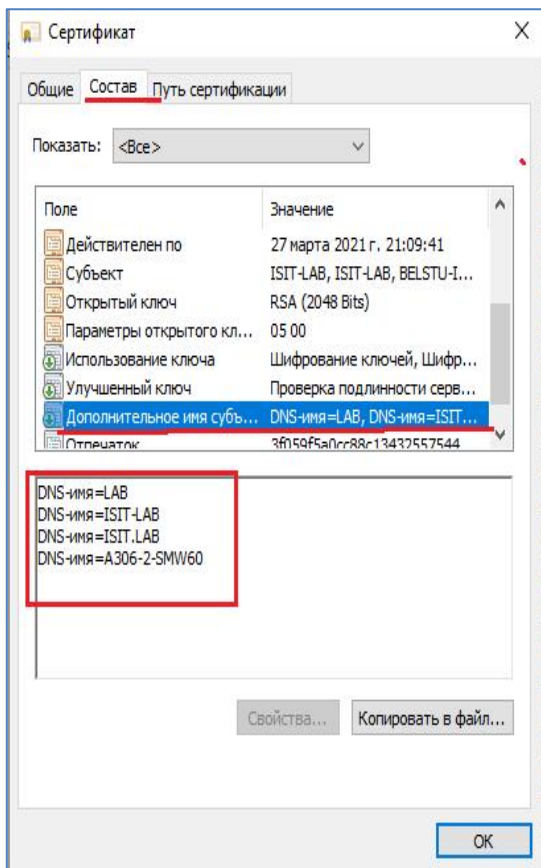 Сертификат
Общие Состав Путь сертификации
Показать: <Все>
Поле Значение
Действителен по 27 марта 2021 г. 21:09:41
Субъект ISIT-LAB, ISIT-LAB, BELSTU-I...
Открытый ключ RSA (2048 Bits)
Параметры открытого кл... 05 00
Использование ключа Шифрование ключей, Шифр...
Улучшенный ключ Проверка подлинности серв...
Дополнительное имя субъ... DNS-имя=LAB, DNS-имя=ISIT...
Отпечаток 3f059f5a0cc88c13432557544
DNS-имя=LAB
DNS-имя=ISIT-LAB
DNS-имя=ISIT.LAB
DNS-имя=A306-2-SMW60
Свойства... Копировать в файл...
ОК